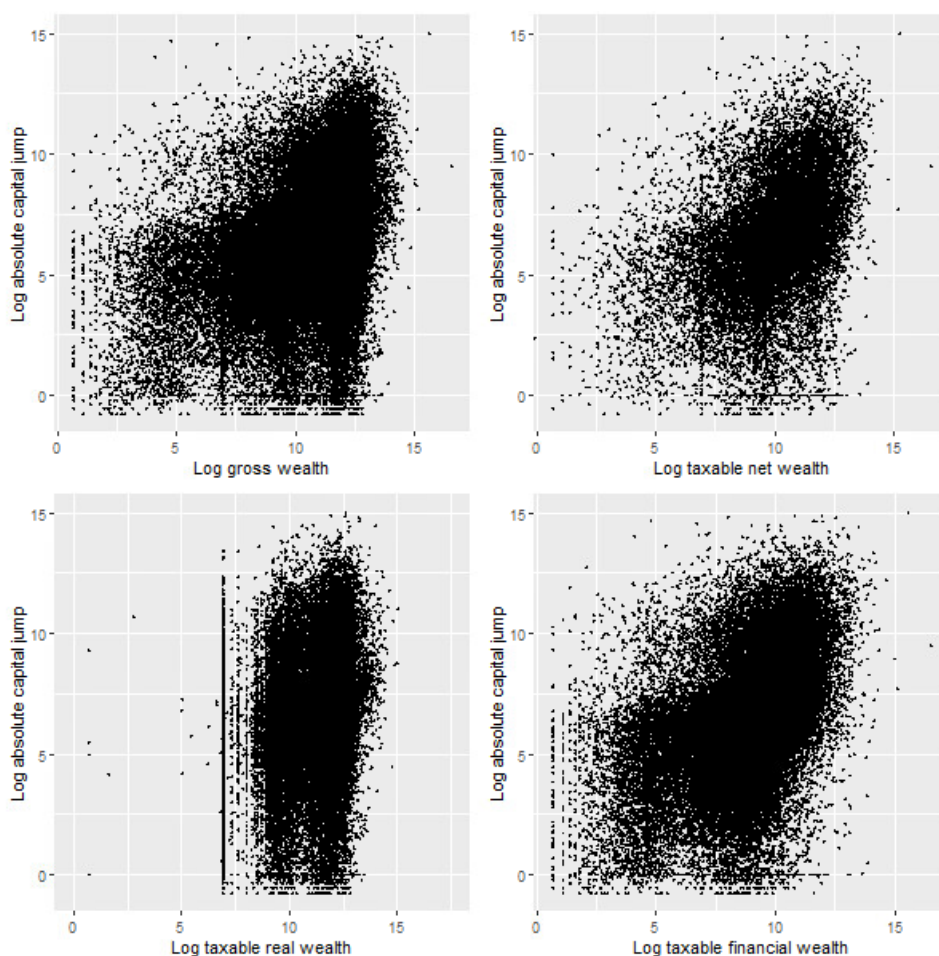 Log absolute capital jump
15
10
5
0
0 5 10 15
Log gross wealth
Log absolute capital jump
15
10
5
0
0 5 10 15
Log taxable net wealth
Log absolute capital jump
15
10
5
0
0 5 10 15
Log taxable real wealth
Log absolute capital jump
15
10
5
0
0 5 10 15
Log taxable financial wealth